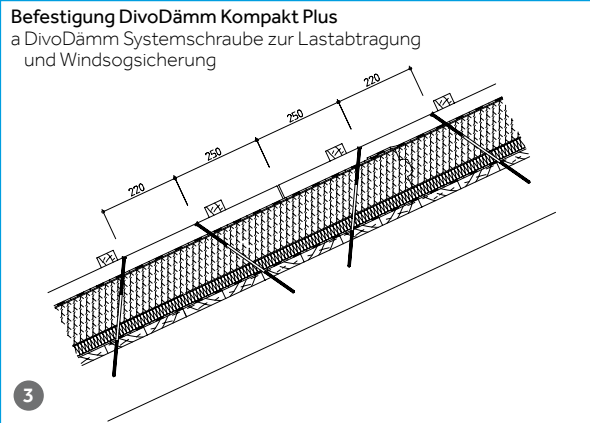 Befestigung DivoDämm Kompakt Plus
a DivoDämm Systemschraube zur Lastabtragung
und Windsogsicherung
220
250
250
220
3